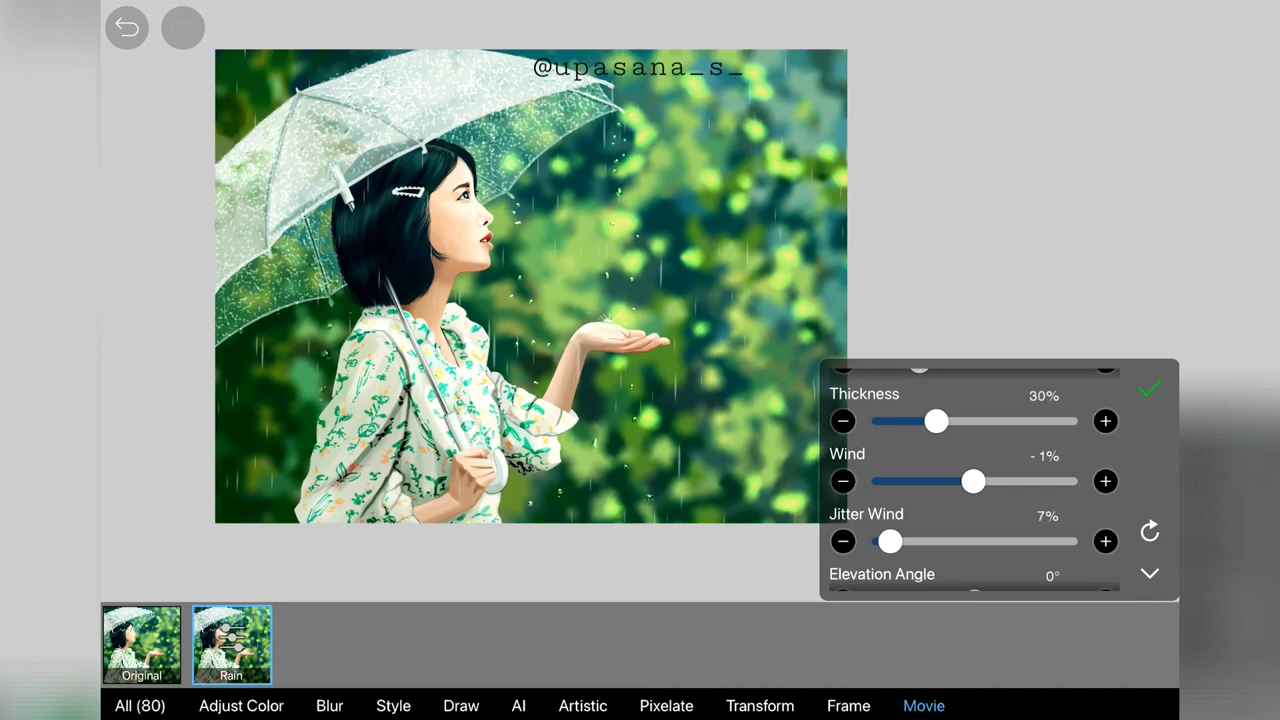 @upasana_s_
Thickness 30%
Wind - 1%
Jitter Wind 7%
Elevation Angle 0°
Original Rain
All (80) Adjust Color Blur Style Draw AI Artistic Pixelate Transform Frame Movie